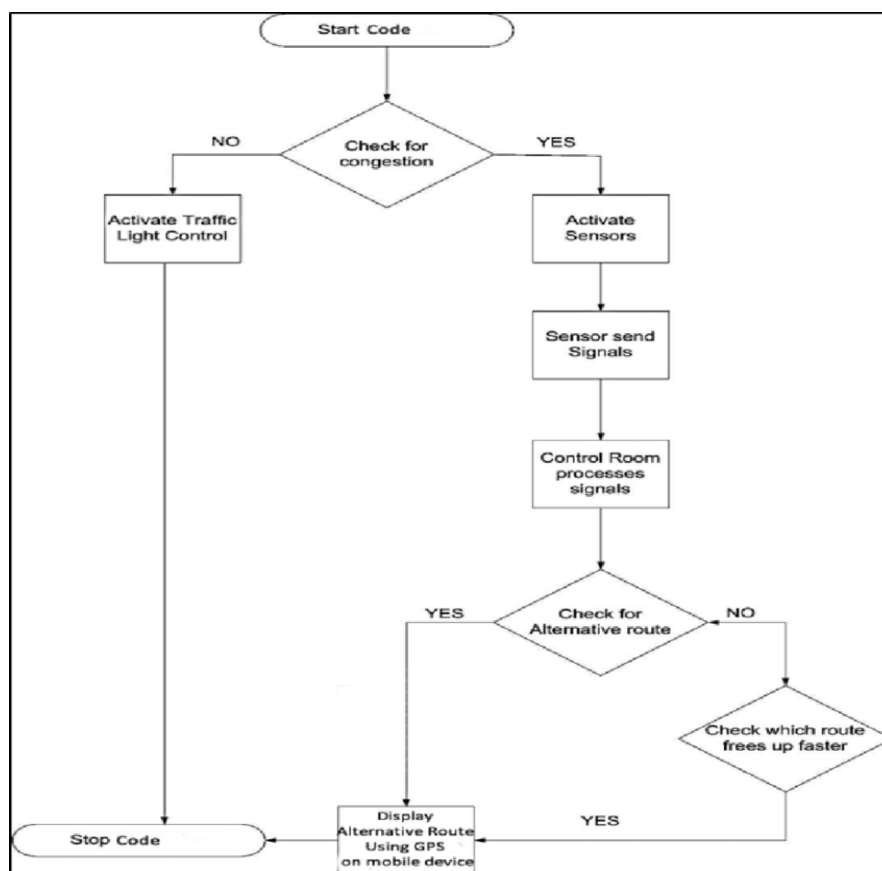 Start Code
NO
Check for
congestion
YES
Activate Traffic
Light Control
Activate
Sensors
Sensor send
Signals
Control Room
processes
signals
YES
Check for
Alternative route
NO
Check which route
frees up faster
Stop Code
Display
Alternative Route
Using GPS
on mobile device
YES